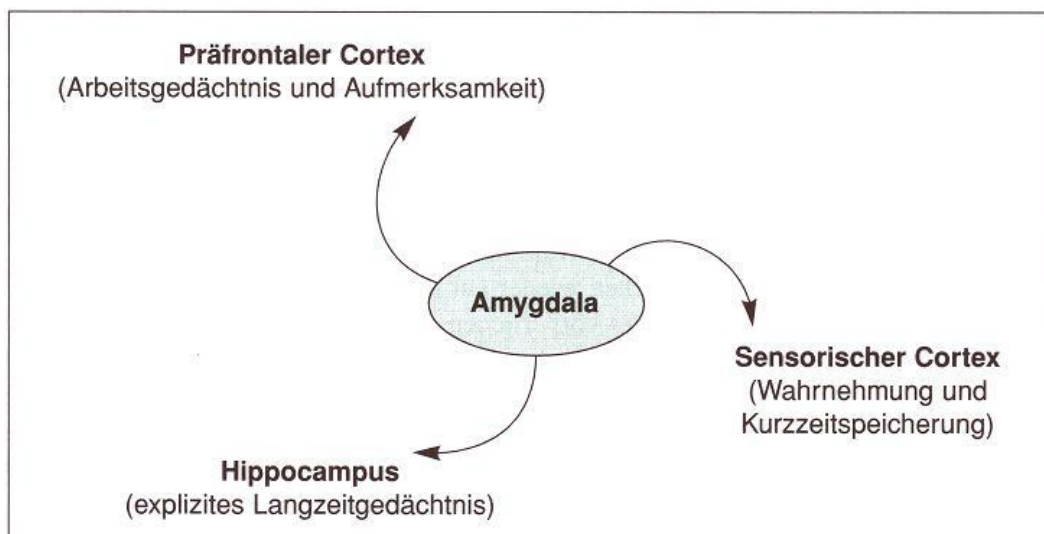 Präfrontaler Cortex
(Arbeitsgedächtnis und Aufmerksamkeit)
Amygdala
Sensorischer Cortex
(Wahrnehmung und
Kurzzeitspeicherung)
Hippocampus
(explizites Langzeitgedächtnis)